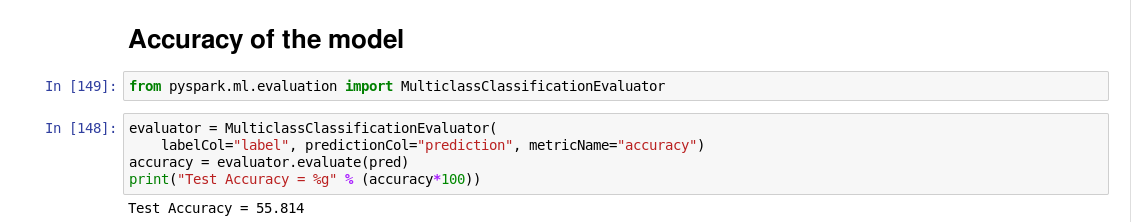 Accuracy of the model
In [149]: from pyspark.ml.evaluation import MulticlassClassificationEvaluator
In [148]: evaluator = MulticlassClassificationEvaluator(
    labelCol="label", predictionCol="prediction", metricName="accuracy")
accuracy = evaluator.evaluate(pred)
print("Test Accuracy = %g" % (accuracy*100))
Test Accuracy = 55.814